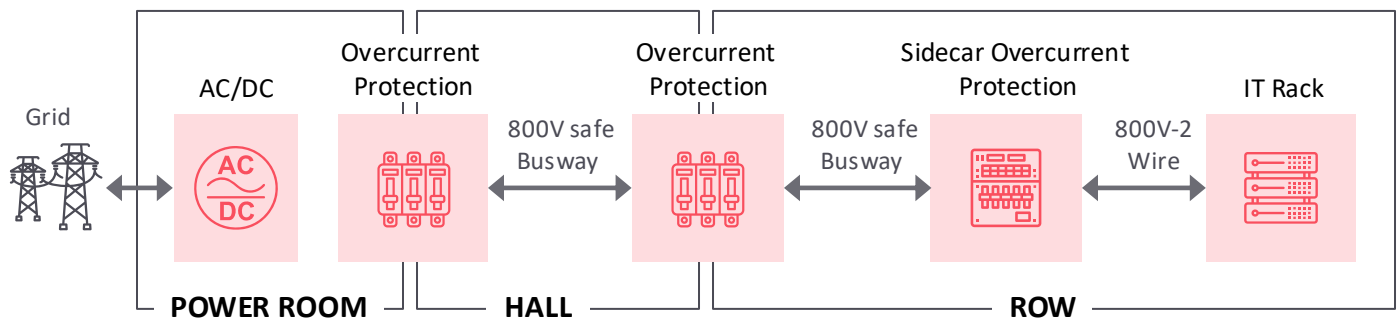 Grid
AC/DC
AC
DC
Overcurrent
Protection
800V safe
Busway
Overcurrent
Protection
800V safe
Busway
Sidecar Overcurrent
Protection
800V-2
Wire
IT Rack
POWER ROOM
HALL
ROW